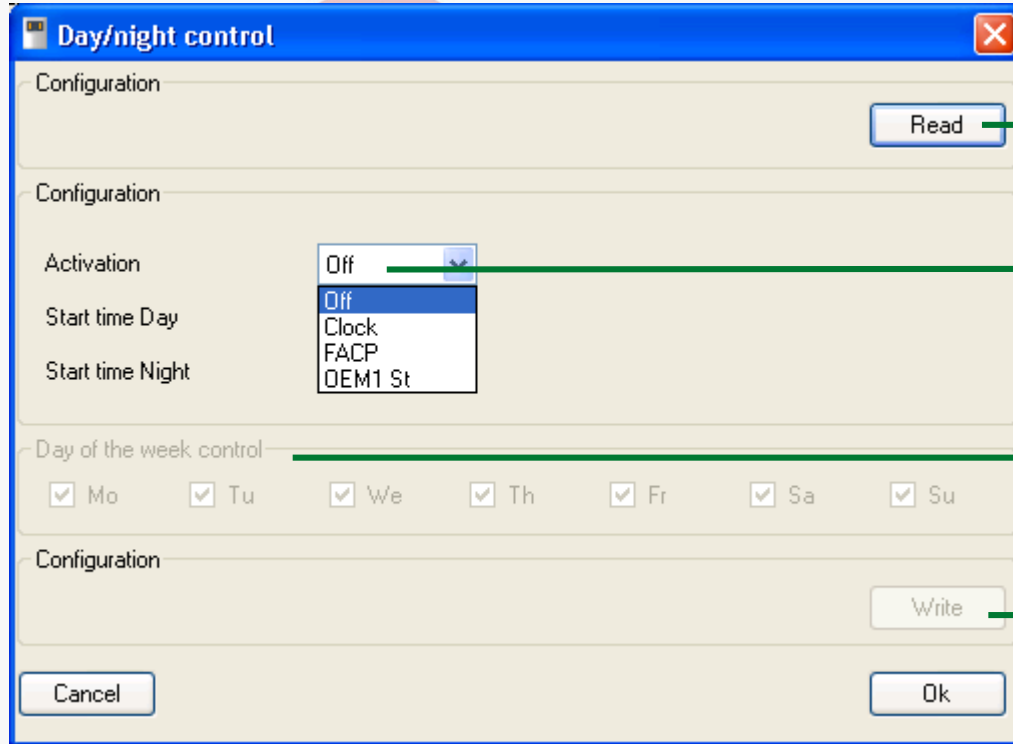 Day/night control
Configuration
Read
Configuration
Activation Off
Off
Start time Day
Clock
FACP
Start time Night
OEM1 St
Day of the week control
Mo Tu We Th Fr Sa Su
Configuration
Write
Cancel Ok